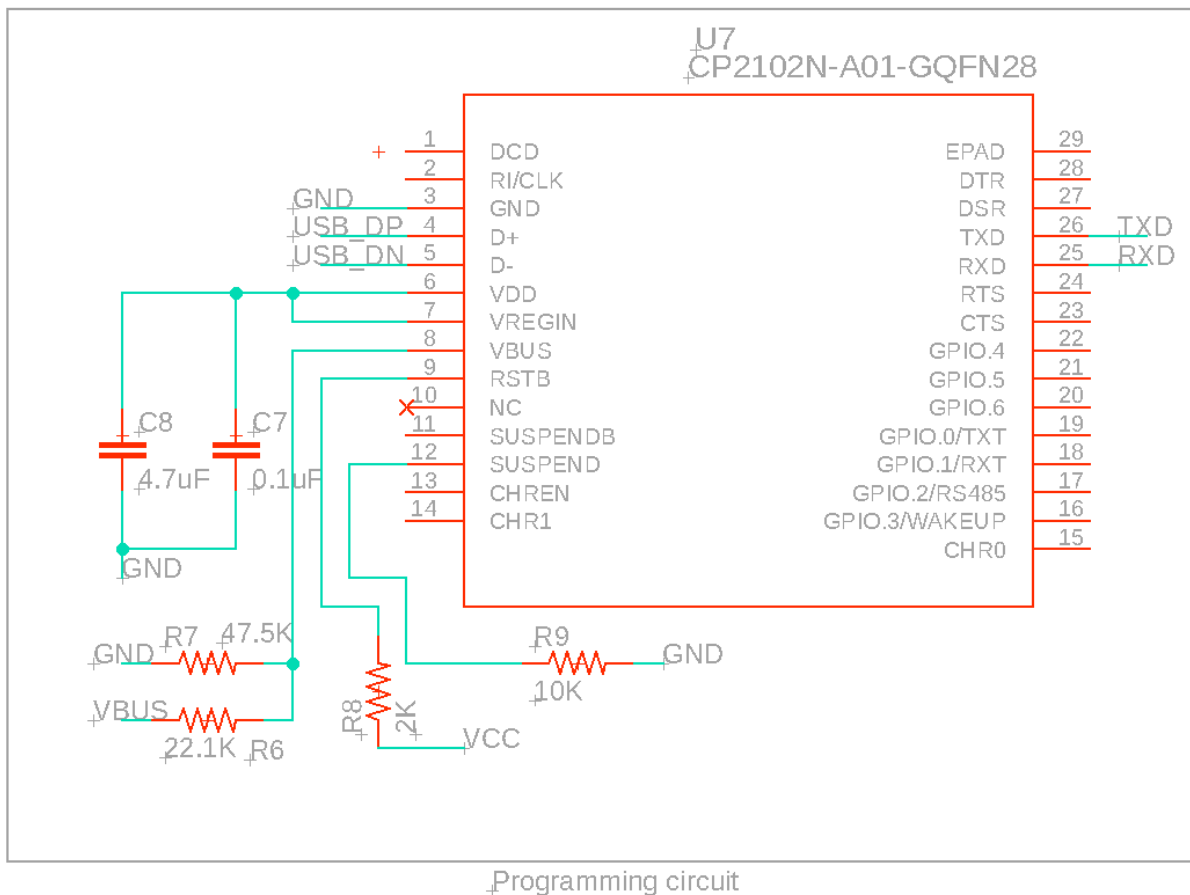 U7
CP2102N-A01-GQFN28
1 DCD
2 RI/CLK
GND 3 GND
USB_DP 4 D+
USB_DN 5 D-
6 VDD
7 VREGIN
8 VBUS
9 RSTB
10 NC
11 SUSPENDB
12 SUSPEND
13 CHREN
14 CHR1
EPAD 29
DTR 28
DSR 27
TXD 26 TXD
RXD 25 RXD
RTS 24
CTS 23
GPIO.4 22
GPIO.5 21
GPIO.6 20
GPIO.0/TXT 19
GPIO.1/RXT 18
GPIO.2/RS485 17
GPIO.3/WAKEUP 16
CHR0 15
C8
4.7uF
C7
0.1uF
GND
GND R7 47.5K
VBUS
22.1K R6
R8 2K
VCC
R9
10K
GND
Programming circuit